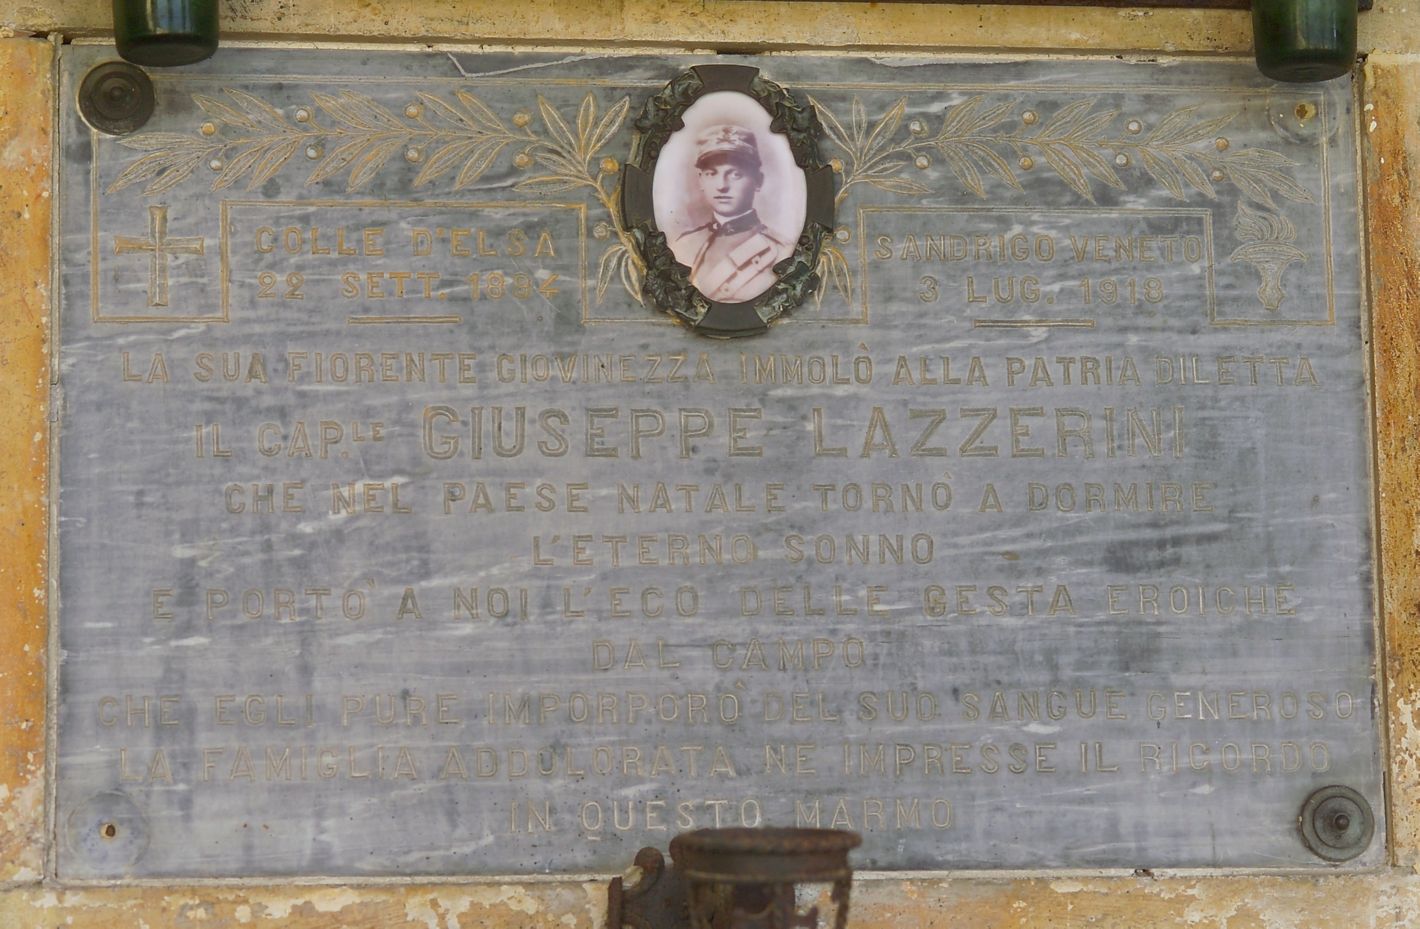 COLLE D'ELSA
22 SETT. 1894
SANDRIGO VENETO
3 LUG. 1918
LA SUA FIORENTE GIOVINEZZA IMMOLÒ ALLA PATRIA DILETTA
IL CAP.LE GIUSEPPE LAZZERINI
CHE NEL PAESE NATALE TORNÒ A DORMIRE
L'ETERNO SONNO
E PORTÒ A NOI L'ECO DELLE GESTA EROICHE
DAL CAMPO
CHE EGLI PURE IMPORPORÒ DEL SUO SANGUE GENEROSO
LA FAMIGLIA ADDOLORATA NE IMPRESSE IL RICORDO
IN QUESTO MARMO